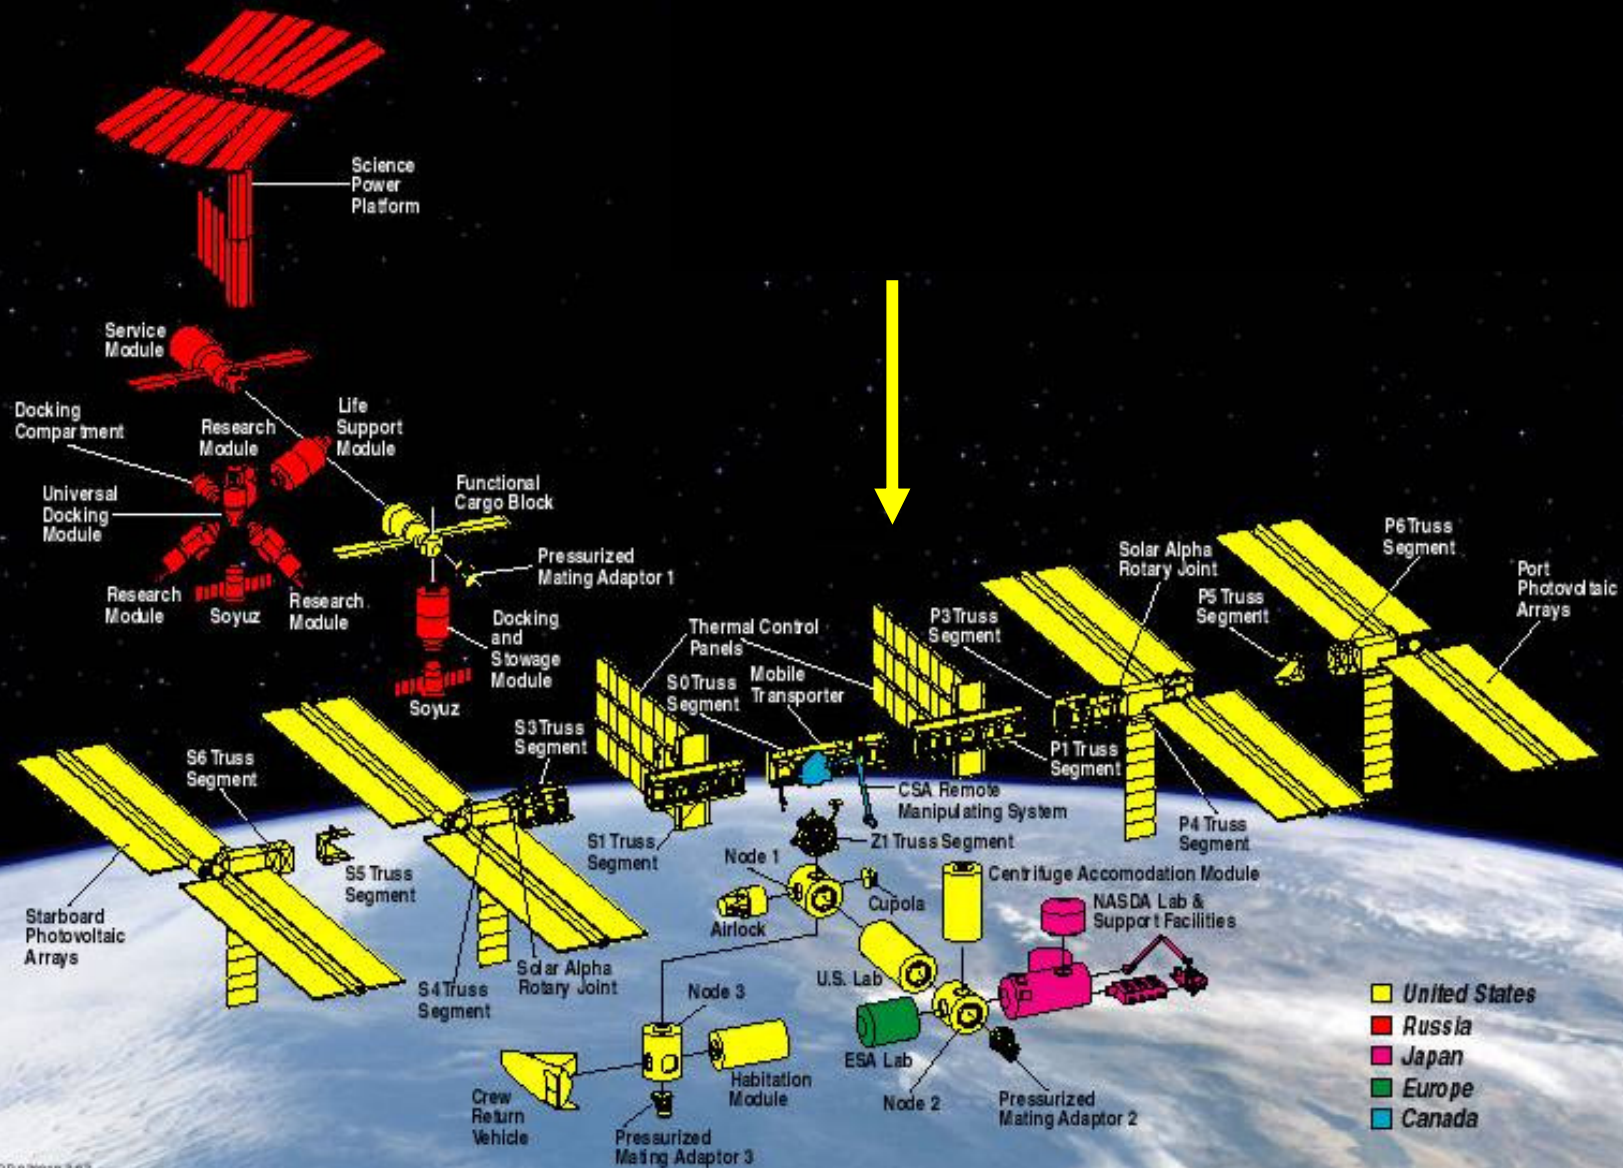 Science
Power
Platform
Service
Module
Docking
Compartment
Research
Module
Life
Support
Module
Universal
Docking
Module
Functional
Cargo Block
Pressurized
Mating Adaptor 1
Research
Module
Soyuz
Research
Module
Docking
and
Stowage
Module
Soyuz
P6 Truss
Segment
Solar Alpha
Rotary Joint
Port
Photovoltaic
Arrays
P5 Truss
Segment
P3 Truss
Segment
Thermal Control
Panels
Mobile
Transporter
S0 Truss
Segment
S3 Truss
Segment
S6 Truss
Segment
P1 Truss
Segment
CSA Remote
Manipulating System
P4 Truss
Segment
S1 Truss
Segment
Z1 Truss Segment
Node 1
Centrifuge Accomodation Module
S5 Truss
Segment
Cupola
Airlock
NASDA Lab &
Support Facilities
Starboard
Photovoltaic
Arrays
Solar Alpha
Rotary Joint
S4 Truss
Segment
U.S. Lab
Node 3
ESA Lab
Habitation
Module
Node 2
Pressurized
Mating Adaptor 2
Crew
Return
Vehicle
Pressurized
Mating Adaptor 3
United States
Russia
Japan
Europe
Canada